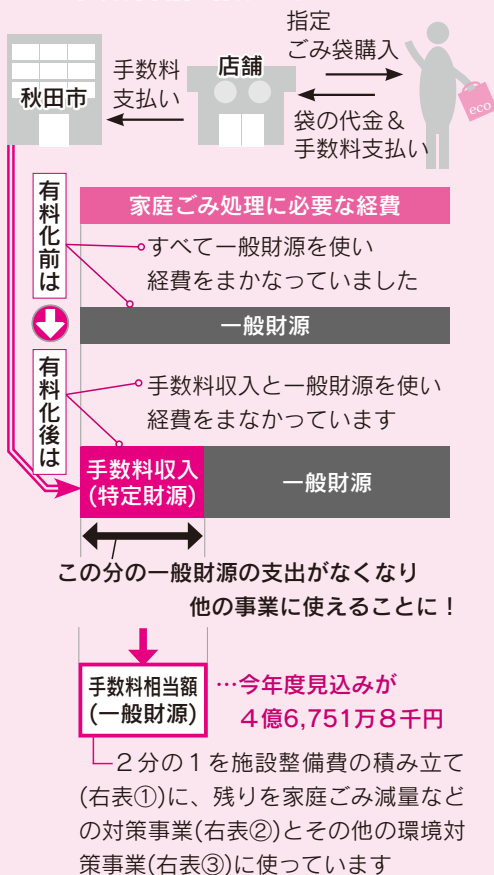 指定
ごみ袋購入
手数料
支払い
店舗
秋田市
袋の代金＆
手数料支払い
eco
有料化前は
家庭ごみ処理に必要な経費
すべて一般財源を使い
経費をまかなっていました
一般財源
有料化後は
手数料収入と一般財源を使い
経費をまなかっています
手数料収入
(特定財源)
一般財源
この分の一般財源の支出がなくなり
他の事業に使えることに！
手数料相当額
(一般財源)
…今年度見込みが
４億6,751万８千円
２分の１を施設整備費の積み立て
(右表①)に、残りを家庭ごみ減量など
の対策事業(右表②)とその他の環境対
策事業(右表③)に使っています